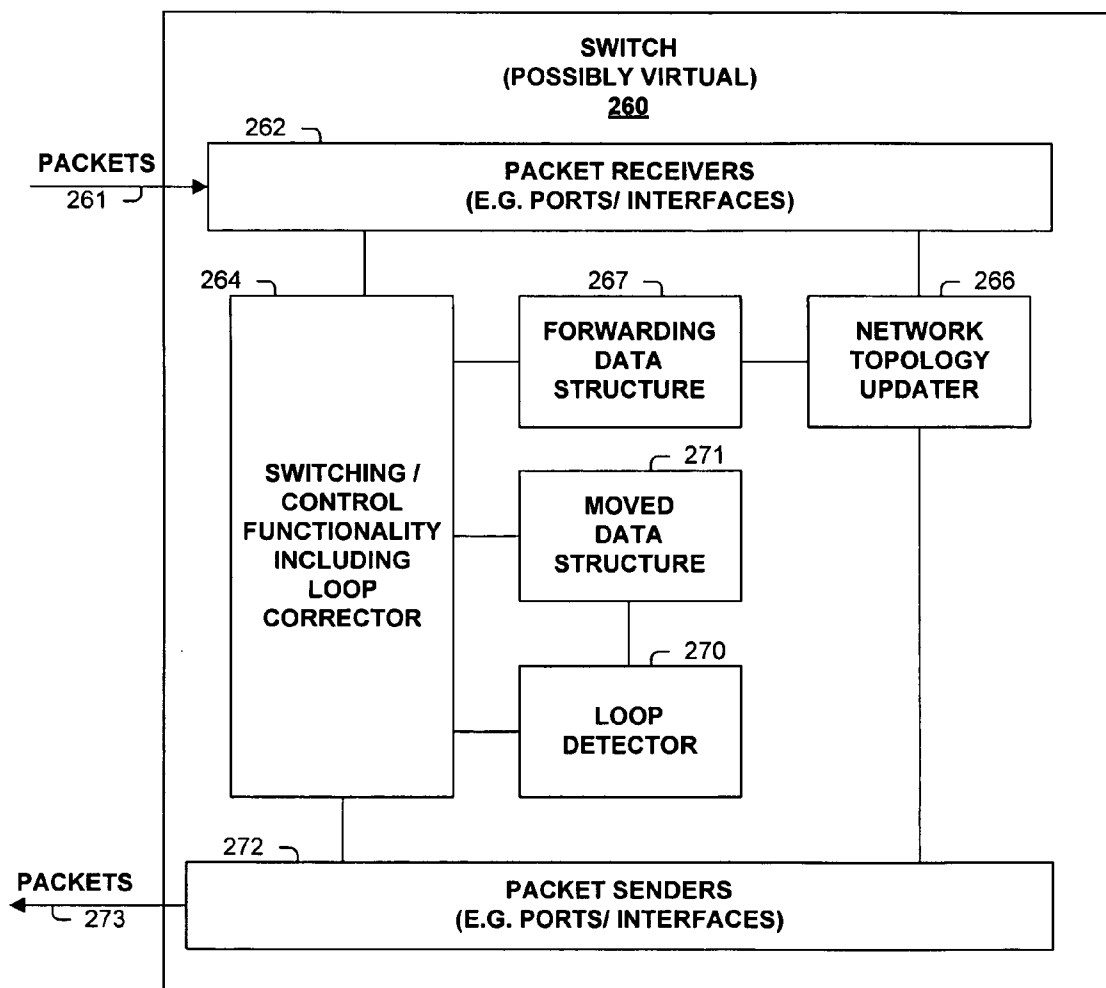 SWITCH
(POSSIBLY VIRTUAL)
260
262
PACKETS
261
PACKET RECEIVERS
(E.G. PORTS/ INTERFACES)
264
267
266
FORWARDING
DATA
STRUCTURE
NETWORK
TOPOLOGY
UPDATER
SWITCHING /
CONTROL
FUNCTIONALITY
INCLUDING
LOOP
CORRECTOR
271
MOVED
DATA
STRUCTURE
270
LOOP
DETECTOR
272
PACKETS
273
PACKET SENDERS
(E.G. PORTS/ INTERFACES)